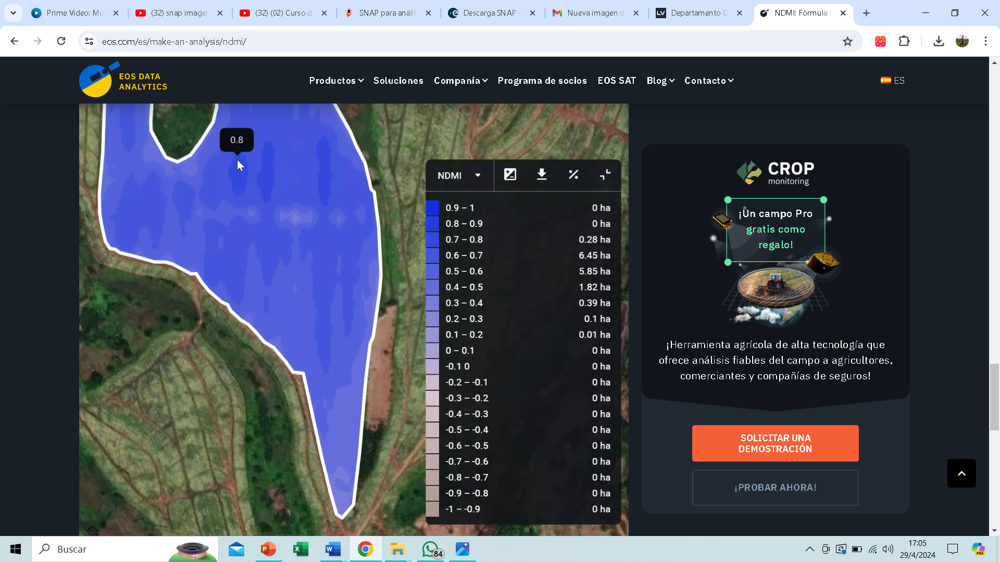 Prime Video: Mu
(32) snap imagen
(32) (02) Curso d
SNAP para anális
Descarga SNAP –
Nueva imagen d
Departamento C
NDMI: Fórmula E
eos.com/es/make-an-analysis/ndmi/
EOS DATA
ANALYTICS
Productos
Soluciones
Compañía
Programa de socios
EOS SAT
Blog
Contacto
ES
0.8
NDMI
0.9 – 1 0 ha
0.8 – 0.9 0 ha
0.7 – 0.8 0.28 ha
0.6 – 0.7 6.45 ha
0.5 – 0.6 5.85 ha
0.4 – 0.5 1.82 ha
0.3 – 0.4 0.39 ha
0.2 – 0.3 0.1 ha
0.1 – 0.2 0.01 ha
0 – 0.1 0 ha
-0.1 0 0 ha
-0.2 – -0.1 0 ha
-0.3 – -0.2 0 ha
-0.4 – -0.3 0 ha
-0.5 – -0.4 0 ha
-0.6 – -0.5 0 ha
-0.7 – -0.6 0 ha
-0.8 – -0.7 0 ha
-0.9 – -0.8 0 ha
-1 – -0.9 0 ha
CROP
monitoring
¡Un campo Pro
gratis como
regalo!
¡Herramienta agrícola de alta tecnología que
ofrece análisis fiables del campo a agricultores,
comerciantes y compañías de seguros!
SOLICITAR UNA
DEMOSTRACIÓN
¡PROBAR AHORA!
Buscar
84
17:05
29/4/2024
PRE